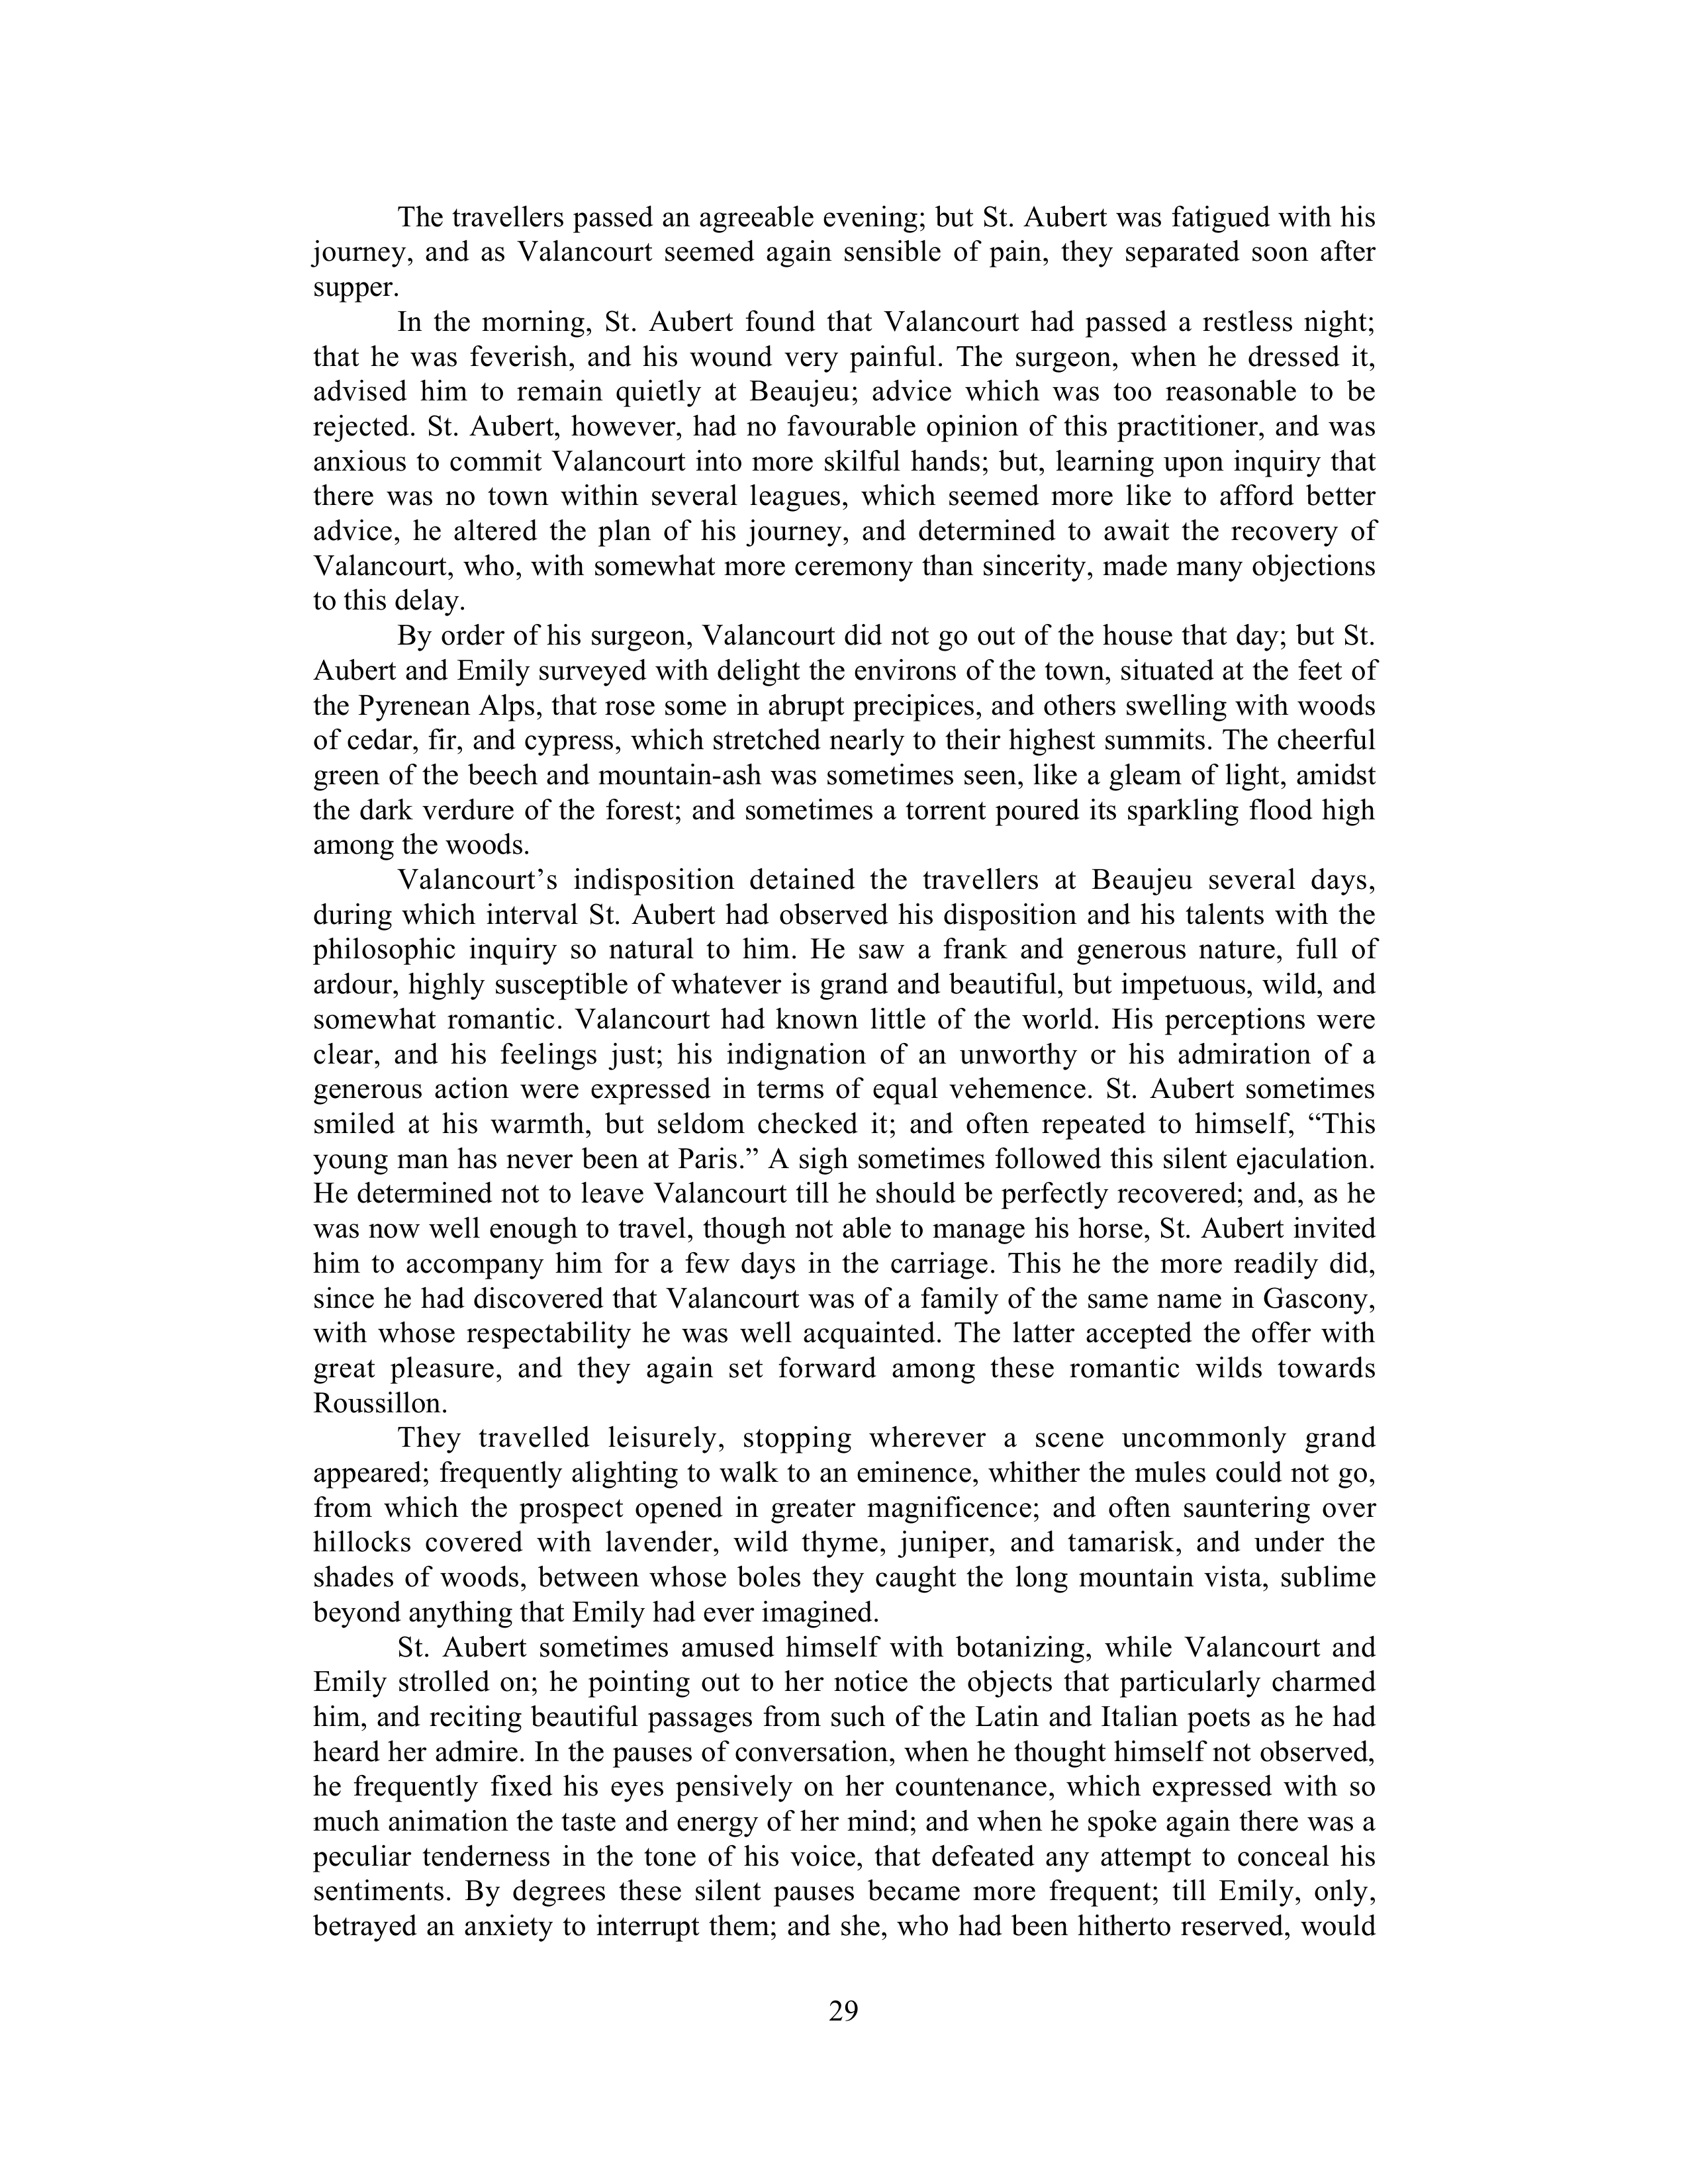 The travellers passed an agreeable evening; but St. Aubert was fatigued with his
journey, and as Valancourt seemed again sensible of pain, they separated soon after
supper.
In the morning, St. Aubert found that Valancourt had passed a restless night;
that he was feverish, and his wound very painful. The surgeon, when he dressed it,
advised him to remain quietly at Beaujeu; advice which was too reasonable to be
rejected. St. Aubert, however, had no favourable opinion of this practitioner, and was
anxious to commit Valancourt into more skilful hands; but, learning upon inquiry that
there was no town within several leagues, which seemed more like to afford better
advice, he altered the plan of his journey, and determined to await the recovery of
Valancourt, who, with somewhat more ceremony than sincerity, made many objections
to this delay.
By order of his surgeon, Valancourt did not go out of the house that day; but St.
Aubert and Emily surveyed with delight the environs of the town, situated at the feet of
the Pyrenean Alps, that rose some in abrupt precipices, and others swelling with woods
of cedar, fir, and cypress, which stretched nearly to their highest summits. The cheerful
green of the beech and mountain-ash was sometimes seen, like a gleam of light, amidst
the dark verdure of the forest; and sometimes a torrent poured its sparkling flood high
among the woods.
Valancourt’s indisposition detained the travellers at Beaujeu several days,
during which interval St. Aubert had observed his disposition and his talents with the
philosophic inquiry so natural to him. He saw a frank and generous nature, full of
ardour, highly susceptible of whatever is grand and beautiful, but impetuous, wild, and
somewhat romantic. Valancourt had known little of the world. His perceptions were
clear, and his feelings just; his indignation of an unworthy or his admiration of a
generous action were expressed in terms of equal vehemence. St. Aubert sometimes
smiled at his warmth, but seldom checked it; and often repeated to himself, “This
young man has never been at Paris.” A sigh sometimes followed this silent ejaculation.
He determined not to leave Valancourt till he should be perfectly recovered; and, as he
was now well enough to travel, though not able to manage his horse, St. Aubert invited
him to accompany him for a few days in the carriage. This he the more readily did,
since he had discovered that Valancourt was of a family of the same name in Gascony,
with whose respectability he was well acquainted. The latter accepted the offer with
great pleasure, and they again set forward among these romantic wilds towards
Roussillon.
They travelled leisurely, stopping wherever a scene uncommonly grand
appeared; frequently alighting to walk to an eminence, whither the mules could not go,
from which the prospect opened in greater magnificence; and often sauntering over
hillocks covered with lavender, wild thyme, juniper, and tamarisk, and under the
shades of woods, between whose boles they caught the long mountain vista, sublime
beyond anything that Emily had ever imagined.
St. Aubert sometimes amused himself with botanizing, while Valancourt and
Emily strolled on; he pointing out to her notice the objects that particularly charmed
him, and reciting beautiful passages from such of the Latin and Italian poets as he had
heard her admire. In the pauses of conversation, when he thought himself not observed,
he frequently fixed his eyes pensively on her countenance, which expressed with so
much animation the taste and energy of her mind; and when he spoke again there was a
peculiar tenderness in the tone of his voice, that defeated any attempt to conceal his
sentiments. By degrees these silent pauses became more frequent; till Emily, only,
betrayed an anxiety to interrupt them; and she, who had been hitherto reserved, would
29